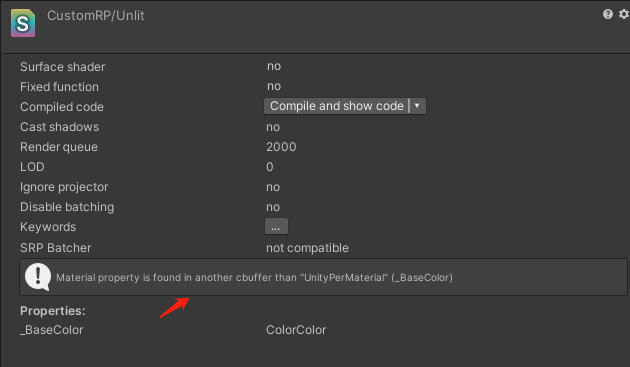 CustomRP/Unlit
Surface shader no
Fixed function no
Compiled code Compile and show code
Cast shadows no
Render queue 2000
LOD 0
Ignore projector no
Disable batching no
Keywords ...
SRP Batcher not compatible
Material property is found in another cbuffer than "UnityPerMaterial" (_BaseColor)
Properties:
_BaseColor ColorColor